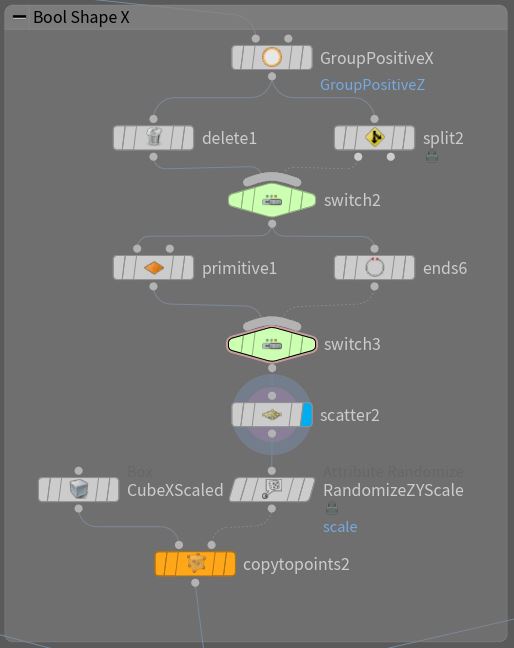 Bool Shape X
GroupPositiveX
GroupPositiveZ
delete1
split2
switch2
primitive1
ends6
switch3
scatter2
Box
CubeXScaled
Attribute Randomize
RandomizeZYScale
scale
copytopoints2